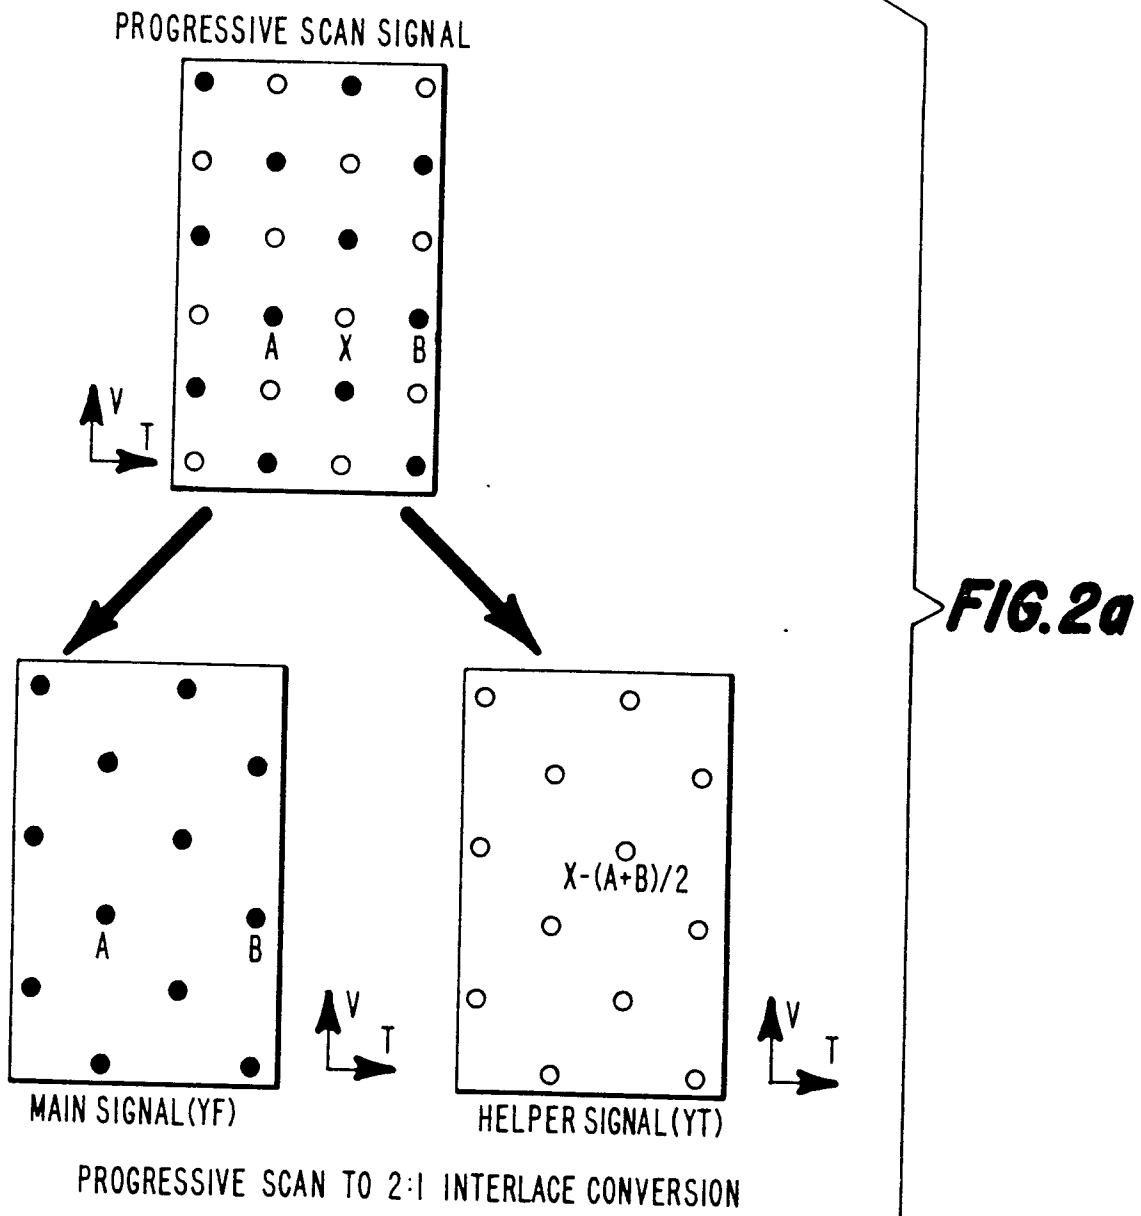 PROGRESSIVE SCAN SIGNAL
A X B
V
T
FIG. 2a
X-(A+B)/2
A B
V
T
V
T
MAIN SIGNAL(YF)
HELPER SIGNAL(YT)
PROGRESSIVE SCAN TO 2:1 INTERLACE CONVERSION